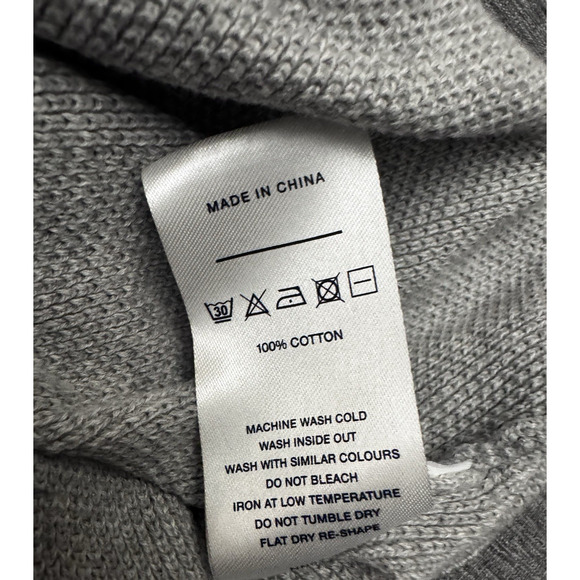 MADE IN CHINA
30
100% COTTON
MACHINE WASH COLD
WASH INSIDE OUT
WASH WITH SIMILAR COLOURS
DO NOT BLEACH
IRON AT LOW TEMPERATURE
DO NOT TUMBLE DRY
FLAT DRY RE-SHAPE